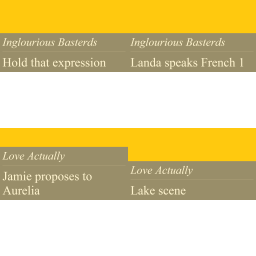 Inglourious Basterds
Hold that expression
Inglourious Basterds
Landa speaks French 1
Love Actually
Jamie proposes to
Aurelia
Love Actually
Lake scene